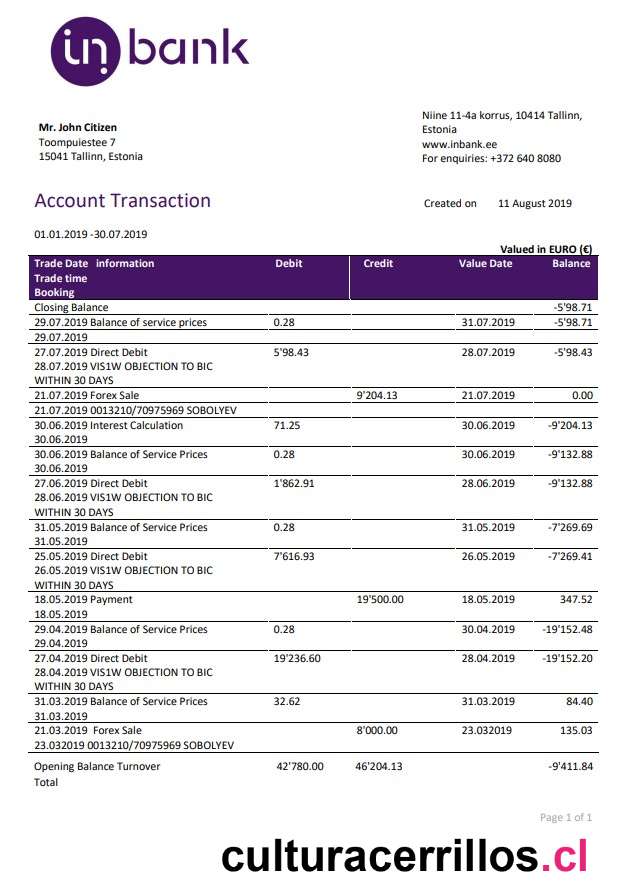 inbank
Mr. John Citizen
Toompuiestee 7
15041 Tallinn, Estonia
Niine 11-4a korrus, 10414 Tallinn,
Estonia
www.inbank.ee
For enquiries: +372 640 8080
Account Transaction
Created on 11 August 2019
01.01.2019 -30.07.2019
Valued in EURO (€)
Trade Date information Debit Credit Value Date Balance
Trade time
Booking
Closing Balance -5'98.71
29.07.2019 Balance of service prices 0.28 31.07.2019 -5'98.71
29.07.2019
27.07.2019 Direct Debit 5'98.43 28.07.2019 -5'98.43
28.07.2019 VIS1W OBJECTION TO BIC
WITHIN 30 DAYS
21.07.2019 Forex Sale 9'204.13 21.07.2019 0.00
21.07.2019 0013210/70975969 SOBOLYEV
30.06.2019 Interest Calculation 71.25 30.06.2019 -9'204.13
30.06.2019
30.06.2019 Balance of Service Prices 0.28 30.06.2019 -9'132.88
30.06.2019
27.06.2019 Direct Debit 1'862.91 28.06.2019 -9'132.88
28.06.2019 VIS1W OBJECTION TO BIC
WITHIN 30 DAYS
31.05.2019 Balance of Service Prices 0.28 31.05.2019 -7'269.69
31.05.2019
25.05.2019 Direct Debit 7'616.93 26.05.2019 -7'269.41
26.05.2019 VIS1W OBJECTION TO BIC
WITHIN 30 DAYS
18.05.2019 Payment 19'500.00 18.05.2019 347.52
18.05.2019
29.04.2019 Balance of Service Prices 0.28 30.04.2019 -19'152.48
29.04.2019
27.04.2019 Direct Debit 19'236.60 28.04.2019 -19'152.20
28.04.2019 VIS1W OBJECTION TO BIC
WITHIN 30 DAYS
31.03.2019 Balance of Service Prices 32.62 31.03.2019 84.40
31.03.2019
21.03.2019 Forex Sale 8'000.00 23.032019 135.03
23.032019 0013210/70975969 SOBOLYEV
Opening Balance Turnover 42'780.00 46'204.13 -9'411.84
Total
Page 1 of 1
culturacerrillos.cl